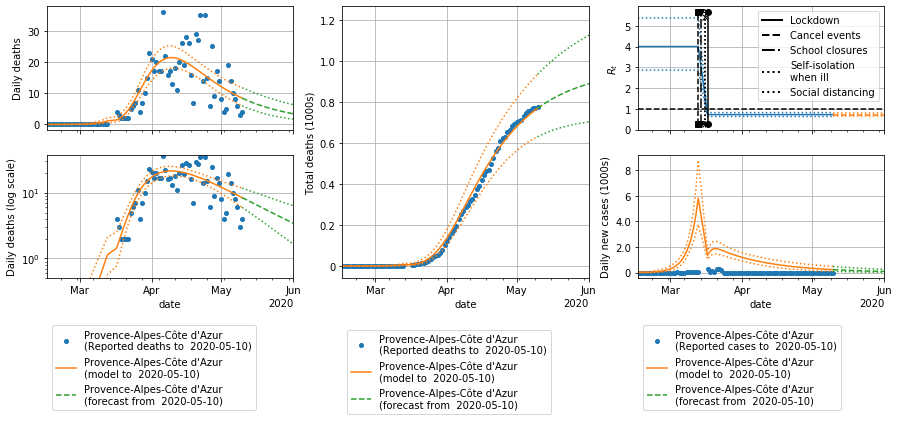 Daily deaths
30
20
10
0
Daily deaths (log scale)
10¹
10⁰
Mar
Apr
May
Jun
date
2020
Provence-Alpes-Côte d'Azur
(Reported deaths to  2020-05-10)
Provence-Alpes-Côte d'Azur
(model to  2020-05-10)
Provence-Alpes-Côte d'Azur
(forecast from  2020-05-10)
Total deaths (1000s)
1.2
1.0
0.8
0.6
0.4
0.2
0
Mar
Apr
May
Jun
date
2020
Provence-Alpes-Côte d'Azur
(Reported deaths to  2020-05-10)
Provence-Alpes-Côte d'Azur
(model to  2020-05-10)
Provence-Alpes-Côte d'Azur
(forecast from  2020-05-10)
Rt
5
4
3
2
1
0
Lockdown
Cancel events
School closures
Self-isolation
when ill
Social distancing
Daily new cases (1000s)
8
6
4
2.0
0
Mar
Apr
May
Jun
date
2020
Provence-Alpes-Côte d'Azur
(Reported cases to  2020-05-10)
Provence-Alpes-Côte d'Azur
(model to  2020-05-10)
Provence-Alpes-Côte d'Azur
(forecast from  2020-05-10)